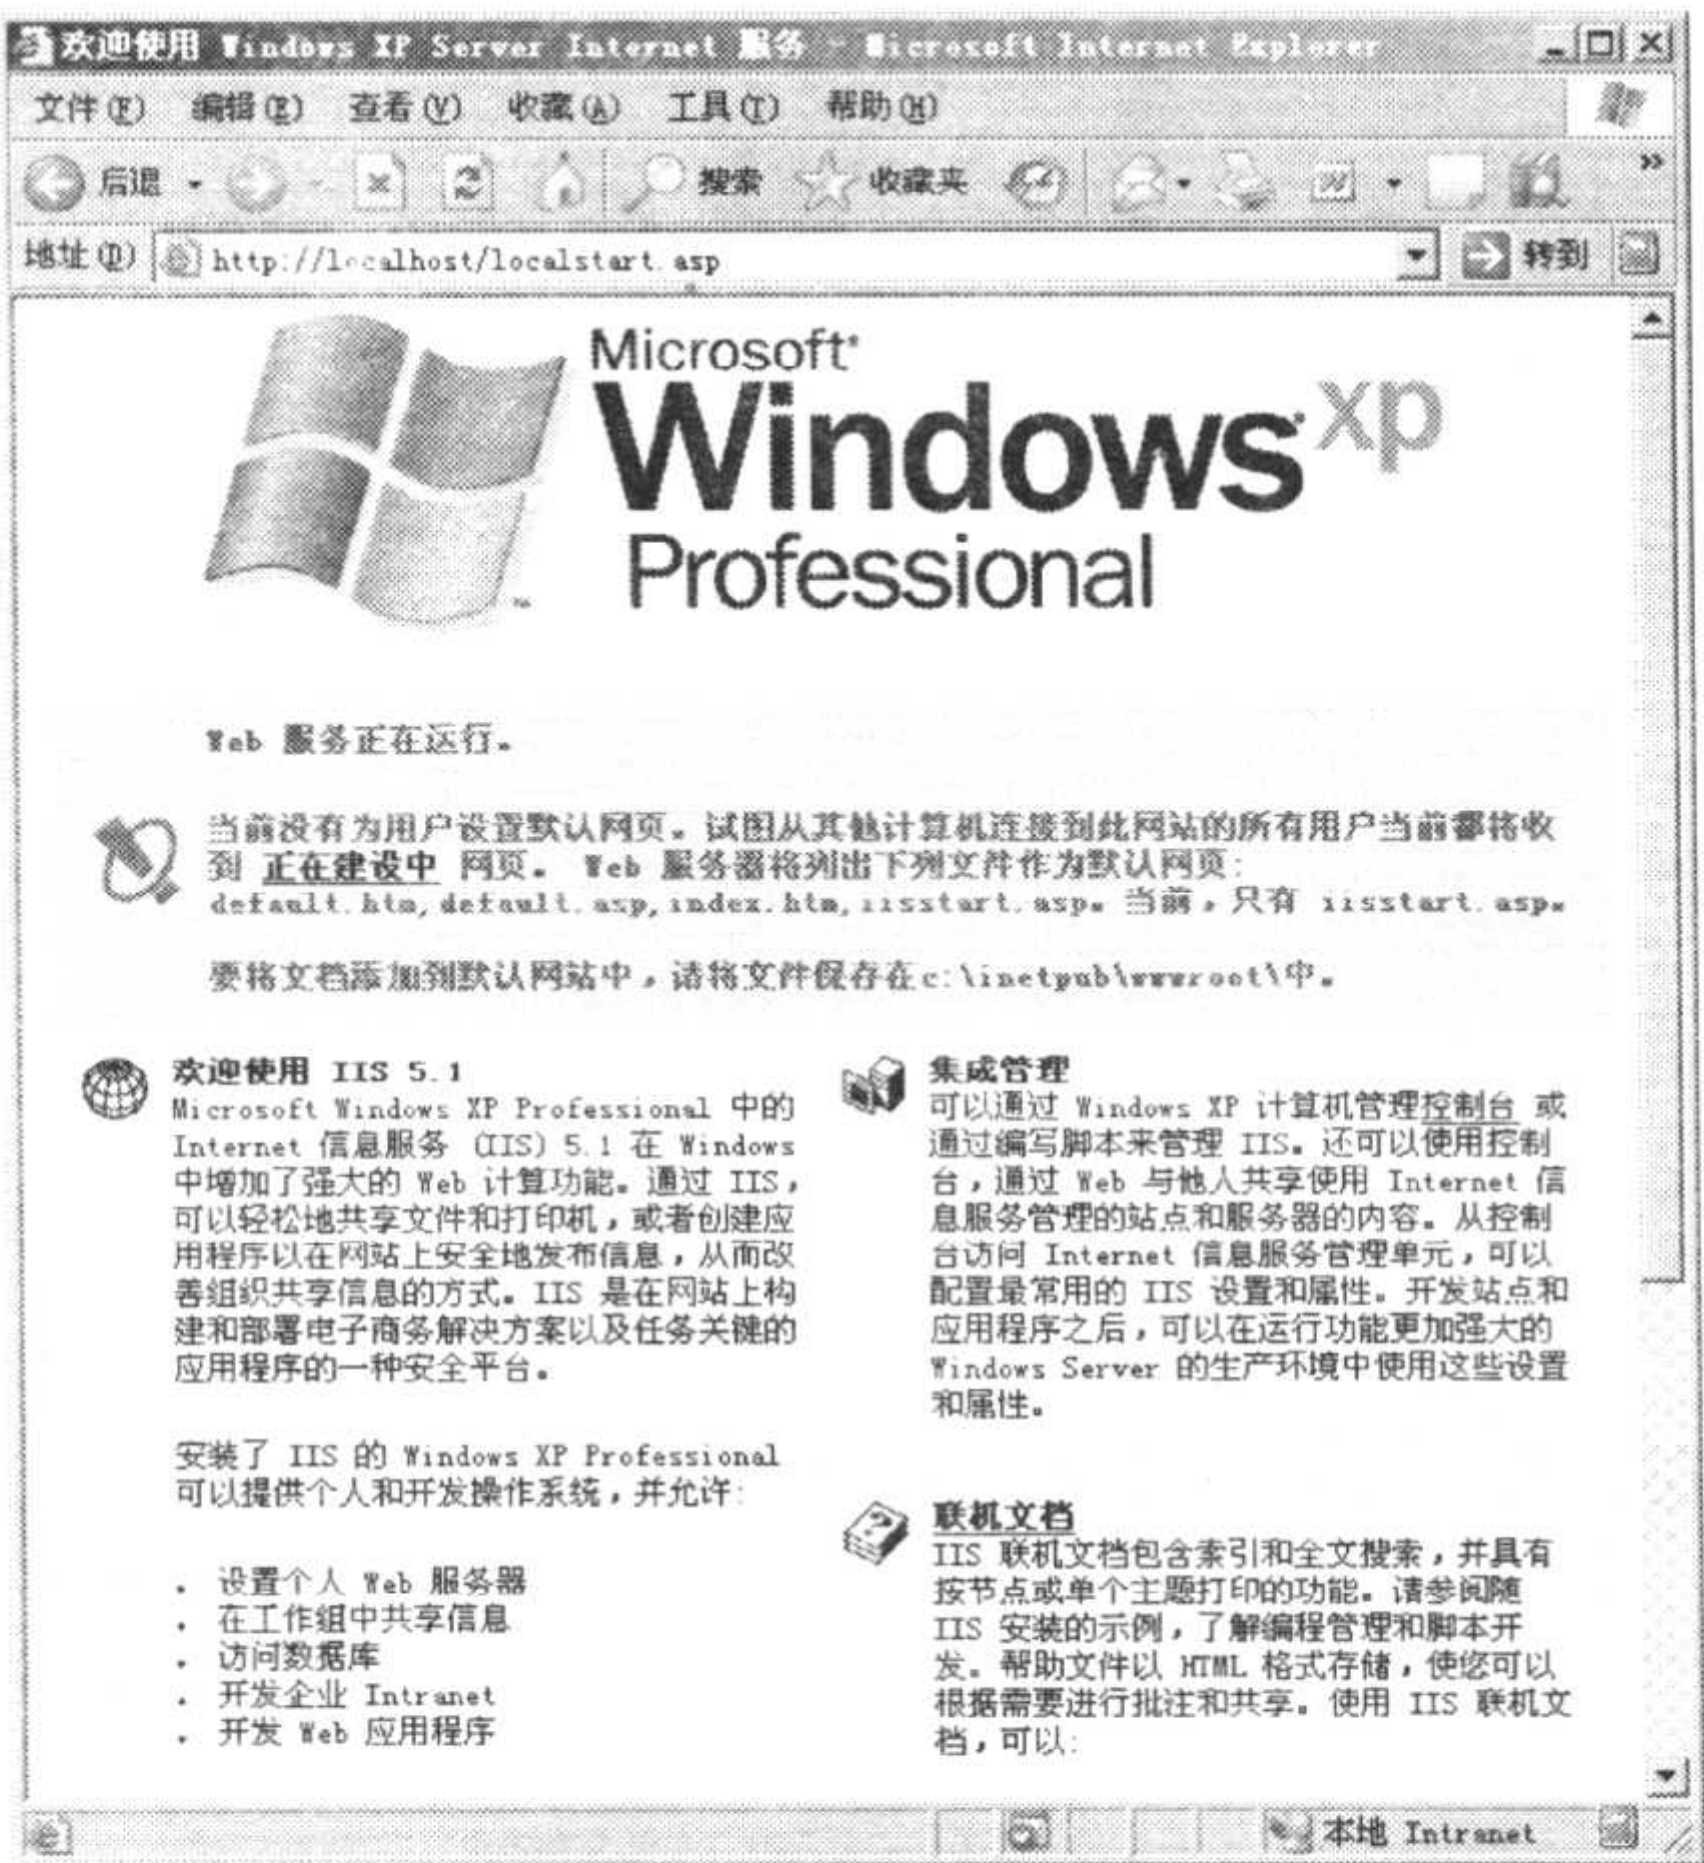 欢迎使用 Windows XP Server Internet 服务 - Microsoft Internet Explorer
文件(F) 编辑(E) 查看(V) 收藏(A) 工具(T) 帮助(H)
后退 搜索 收藏夹
地址(D) http://localhost/localstart.asp 转到
Microsoft
Windows xp
Professional
Web 服务正在运行。
当前没有为用户设置默认网页。试图从其他计算机连接到此网站的所有用户当前都将收
到 正在建设中 网页。 Web 服务器将列出下列文件作为默认网页:
default.htm,default.asp,index.htm,iisstart.asp。当前，只有 iisstart.asp。
要将文档添加到默认网站中，请将文件保存在c:\inetpub\wwwroot\中。
欢迎使用 IIS 5.1
Microsoft Windows XP Professional 中的
Internet 信息服务 (IIS) 5.1 在 Windows
中增加了强大的 Web 计算功能。通过 IIS，
可以轻松地共享文件和打印机，或者创建应
用程序以在网站上安全地发布信息，从而改
善组织共享信息的方式。IIS 是在网站上构
建和部署电子商务解决方案以及任务关键的
应用程序的一种安全平台。
安装了 IIS 的 Windows XP Professional
可以提供个人和开发操作系统，并允许:
. 设置个人 Web 服务器
. 在工作组中共享信息
. 访问数据库
. 开发企业 Intranet
. 开发 Web 应用程序
集成管理
可以通过 Windows XP 计算机管理控制台 或
通过编写脚本来管理 IIS。还可以使用控制
台，通过 Web 与他人共享使用 Internet 信
息服务管理的站点和服务器的内容。从控制
台访问 Internet 信息服务管理单元，可以
配置最常用的 IIS 设置和属性。开发站点和
应用程序之后，可以在运行功能更加强大的
Windows Server 的生产环境中使用这些设置
和属性。
联机文档
IIS 联机文档包含索引和全文搜索，并具有
按节点或单个主题打印的功能。请参阅随
IIS 安装的示例，了解编程管理和脚本开
发。帮助文件以 HTML 格式存储，使您可以
根据需要进行批注和共享。使用 IIS 联机文
档，可以:
本地 Intranet